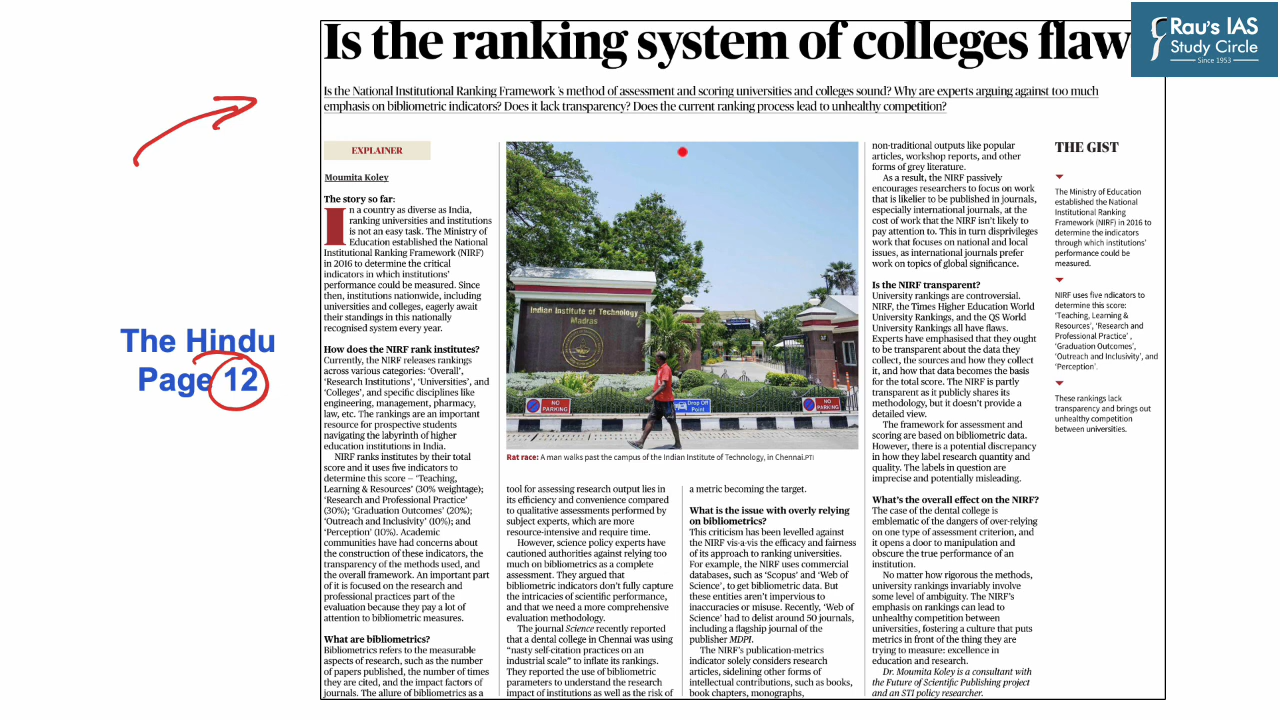 Is the ranking system of colleges flaw
Rau's IAS
Study Circle
Since 1953
Is the National Institutional Ranking Framework 's method of assessment and scoring universities and colleges sound? Why are experts arguing against too much
emphasis on bibliometric indicators? Does it lack transparency? Does the current ranking process lead to unhealthy competition?
The Hindu
Page 12
EXPLAINER
Moumita Koley
The story so far:
In a country as diverse as India,
ranking universities and institutions
is not an easy task. The Ministry of
Education established the National
Institutional Ranking Framework (NIRF)
in 2016 to determine the critical
indicators in which institutions'
performance could be measured. Since
then, institutions nationwide, including
universities and colleges, eagerly await
their standings in this nationally
recognised system every year.
How does the NIRF rank institutes?
Currently, the NIRF releases rankings
across various categories: 'Overall',
'Research Institutions', 'Universities', and
'Colleges', and specific disciplines like
engineering, management, pharmacy,
law, etc. The rankings are an important
resource for prospective students
navigating the labyrinth of higher
education institutions in India.
NIRF ranks institutes by their total
score and it uses five indicators to
determine this score — 'Teaching,
Learning & Resources' (30% weightage);
'Research and Professional Practice'
(30%); 'Graduation Outcomes' (20%);
'Outreach and Inclusivity' (10%); and
'Perception' (10%). Academic
communities have had concerns about
the construction of these indicators, the
transparency of the methods used, and
the overall framework. An important part
of it is focused on the research and
professional practices part of the
evaluation because they pay a lot of
attention to bibliometric measures.
What are bibliometrics?
Bibliometrics refers to the measurable
aspects of research, such as the number
of papers published, the number of times
they are cited, and the impact factors of
journals. The allure of bibliometrics as a
Indian Institute of Technology
Madras
NO
PARKING
Drop Off
Point
NO
PARKING
Rat race: A man walks past the campus of the Indian Institute of Technology, in Chennai. PTI
tool for assessing research output lies in
its efficiency and convenience compared
to qualitative assessments performed by
subject experts, which are more
resource-intensive and require time.
However, science policy experts have
cautioned authorities against relying too
much on bibliometrics as a complete
assessment. They argued that
bibliometric indicators don't fully capture
the intricacies of scientific performance,
and that we need a more comprehensive
evaluation methodology.
The journal Science recently reported
that a dental college in Chennai was using
"nasty self-citation practices on an
industrial scale" to inflate its rankings.
They reported the use of bibliometric
parameters to understand the research
impact of institutions as well as the risk of
a metric becoming the target.
What is the issue with overly relying
on bibliometrics?
This criticism has been levelled against
the NIRF vis-a-vis the efficacy and fairness
of its approach to ranking universities.
For example, the NIRF uses commercial
databases, such as 'Scopus' and 'Web of
Science', to get bibliometric data. But
these entities aren't impervious to
inaccuracies or misuse. Recently, 'Web of
Science' had to delist around 50 journals,
including a flagship journal of the
publisher MDPI.
The NIRF's publication-metrics
indicator solely considers research
articles, sidelining other forms of
intellectual contributions, such as books,
book chapters, monographs,
non-traditional outputs like popular
articles, workshop reports, and other
forms of grey literature.
As a result, the NIRF passively
encourages researchers to focus on work
that is likelier to be published in journals,
especially international journals, at the
cost of work that the NIRF isn't likely to
pay attention to. This in turn disprivileges
work that focuses on national and local
issues, as international journals prefer
work on topics of global significance.
Is the NIRF transparent?
University rankings are controversial.
NIRF, the Times Higher Education World
University Rankings, and the QS World
University Rankings all have flaws.
Experts have emphasised that they ought
to be transparent about the data they
collect, the sources and how they collect
it, and how that data becomes the basis
for the total score. The NIRF is partly
transparent as it publicly shares its
methodology, but it doesn't provide a
detailed view.
The framework for assessment and
scoring are based on bibliometric data.
However, there is a potential discrepancy
in how they label research quantity and
quality. The labels in question are
imprecise and potentially misleading.
What's the overall effect on the NIRF?
The case of the dental college is
emblematic of the dangers of over-relying
on one type of assessment criterion, and
it opens a door to manipulation and
obscure the true performance of an
institution.
No matter how rigorous the methods,
university rankings invariably involve
some level of ambiguity. The NIRF's
emphasis on rankings can lead to
unhealthy competition between
universities, fostering a culture that puts
metrics in front of the thing they are
trying to measure: excellence in
education and research.
Dr. Moumita Koley is a consultant with
the Future of Scientific Publishing project
and an STI policy researcher.
THE GIST
The Ministry of Education
established the National
Institutional Ranking
Framework (NIRF) in 2016 to
determine the indicators
through which institutions'
performance could be
measured.
NIRF uses five ndicators to
determine this score:
'Teaching, Learning &
Resources', 'Research and
Professional Practice' ,
'Graduation Outcomes',
'Outreach and Inclusivity', and
'Perception'.
These rankings lack
transparency and brings out
unhealthy competition
between universities.